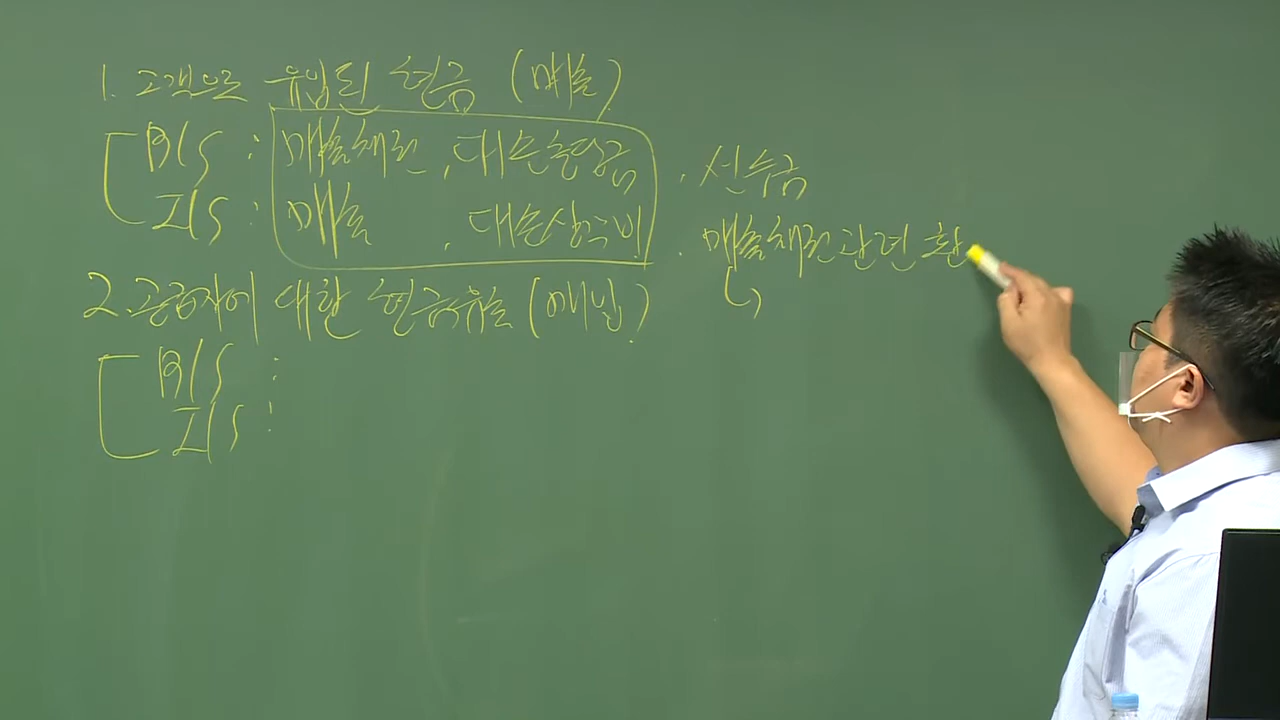 1. 고객으로 유입된 현금 (매출)
B/S : 매출채권, 대손충당금 . 선수금
I/S : 매출 , 대손상각비 . 매출채권관련 환
2. 공급자에 대한 현금유출 (매입)
B/S :
I/S :